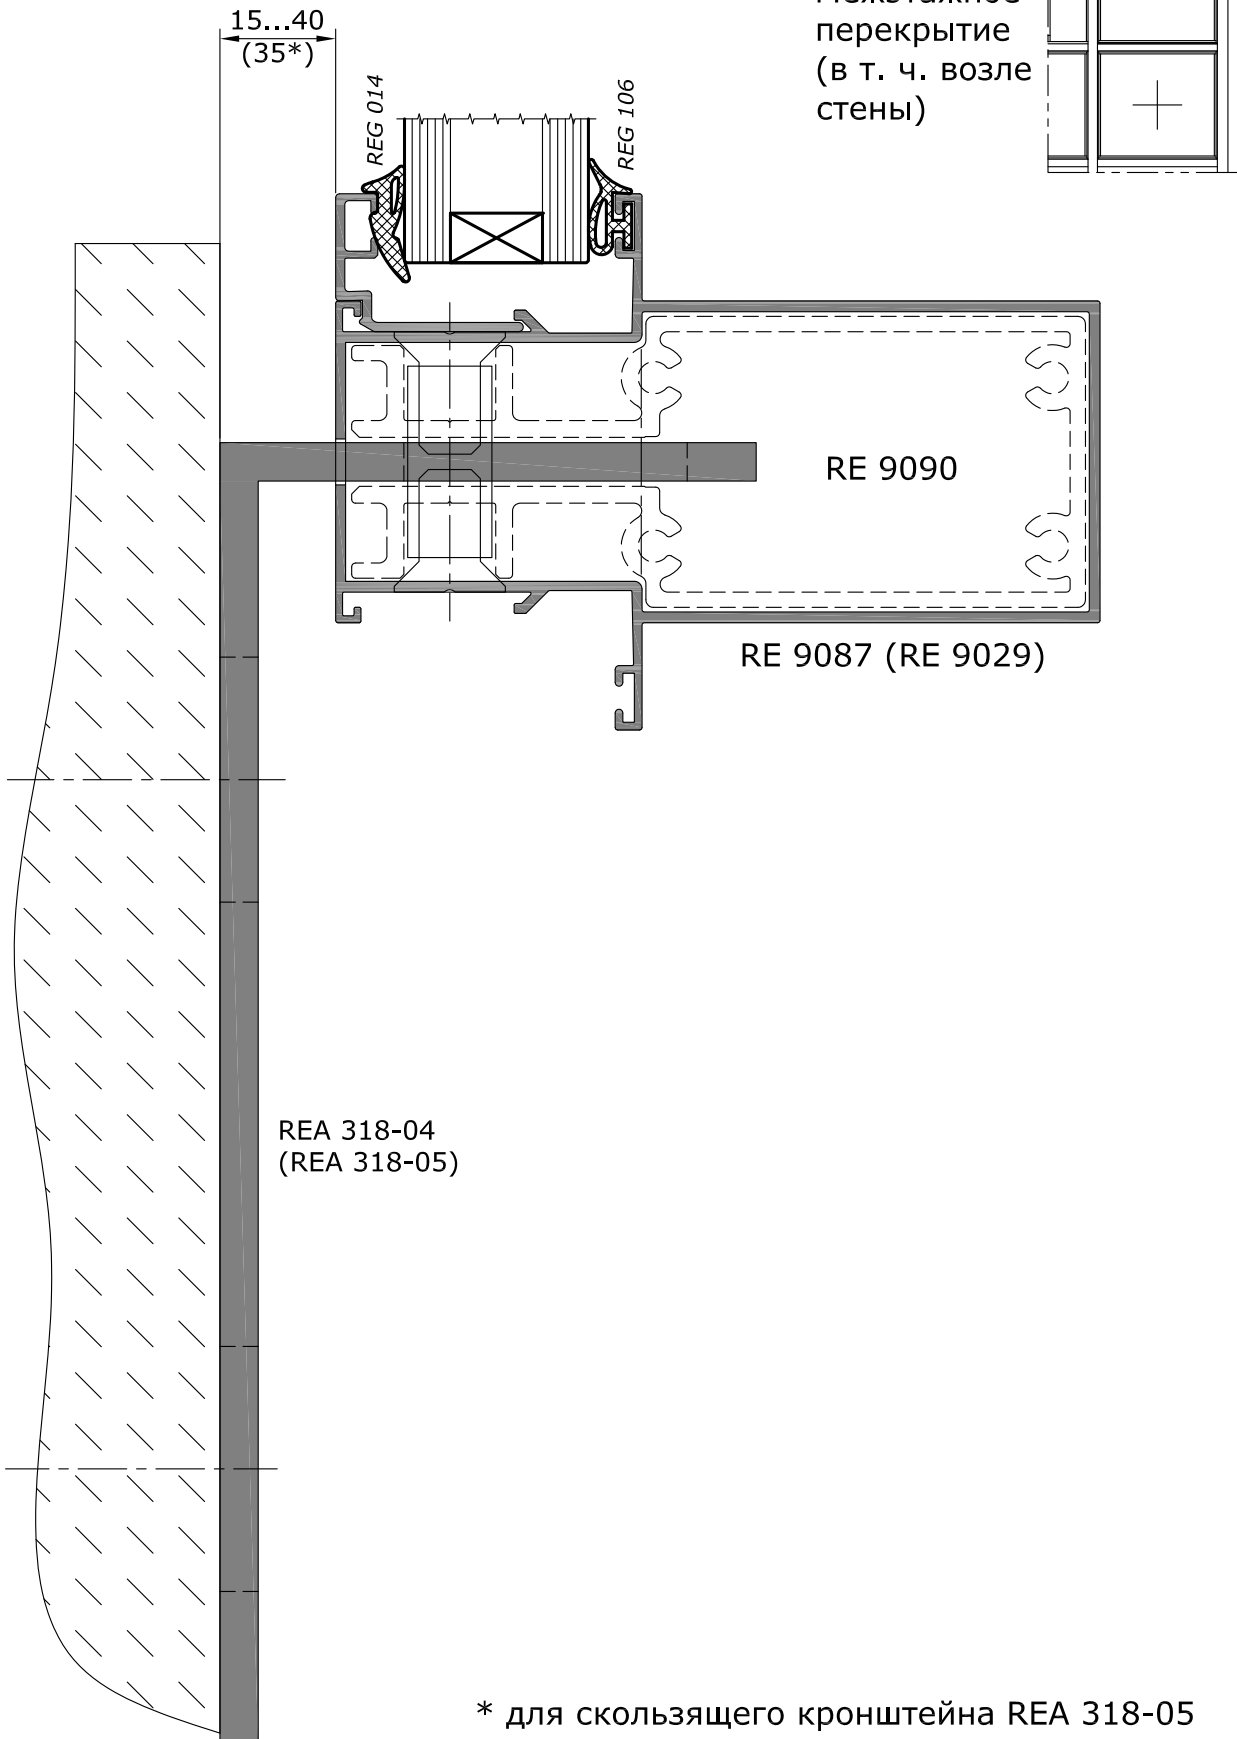 15...40
(35*)
REG 014
REG 106
Межэтажное
перекрытие
(в т. ч. возле
стены)
RE 9090
RE 9087 (RE 9029)
REA 318-04
(REA 318-05)
* для скользящего кронштейна REA 318-05